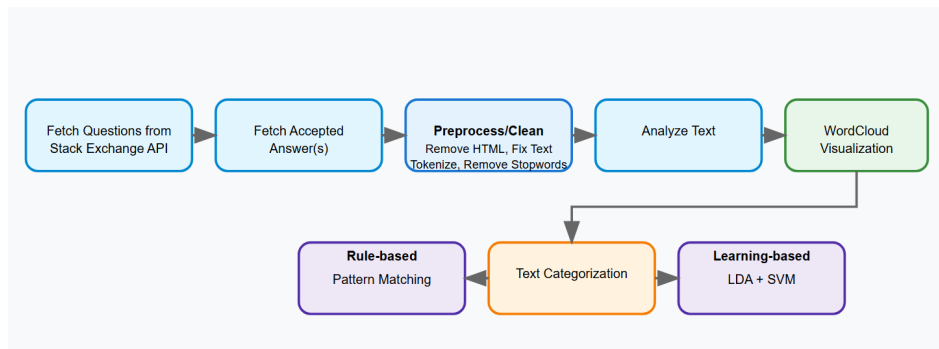 Fetch Questions from
Stack Exchange API
Fetch Accepted
Answer(s)
Preprocess/Clean
Remove HTML, Fix Text
Tokenize, Remove Stopwords
Analyze Text
WordCloud
Visualization
Rule-based
Pattern Matching
Text Categorization
Learning-based
LDA + SVM